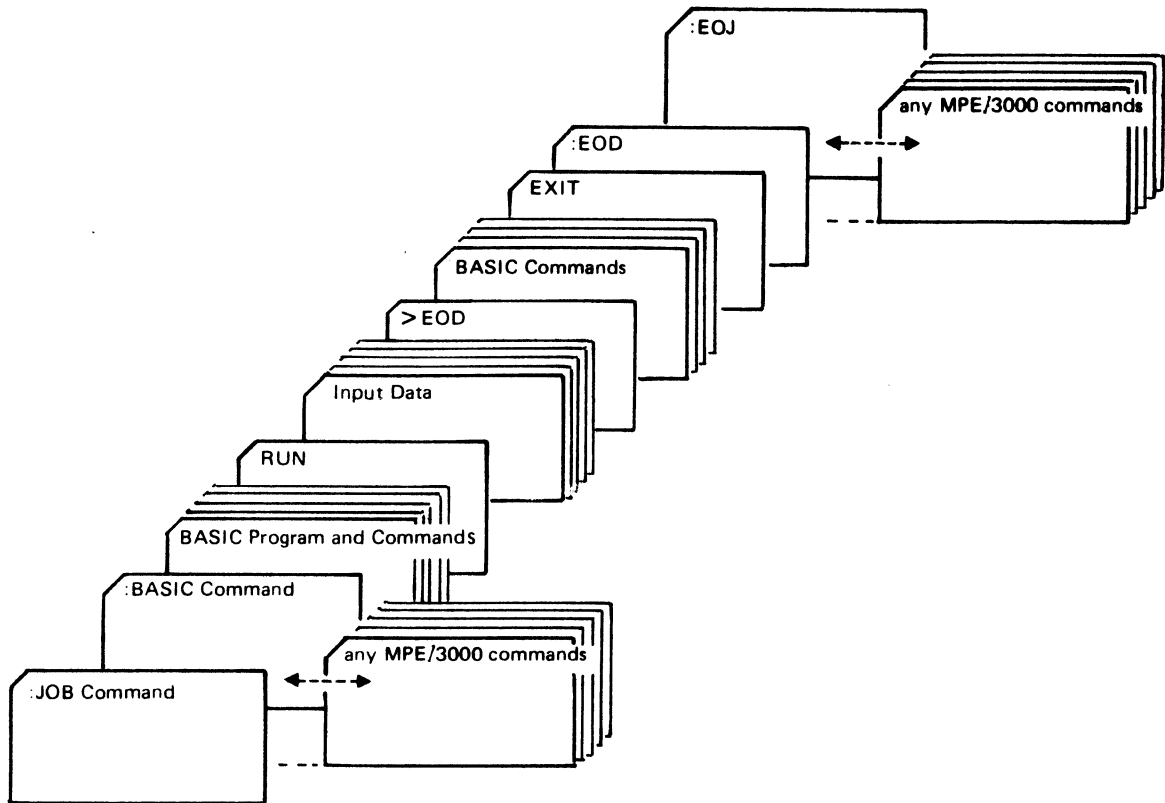 :EOJ
any MPE/3000 commands
:EOD
EXIT
BASIC Commands
>EOD
Input Data
RUN
BASIC Program and Commands
:BASIC Command
any MPE/3000 commands
:JOB Command